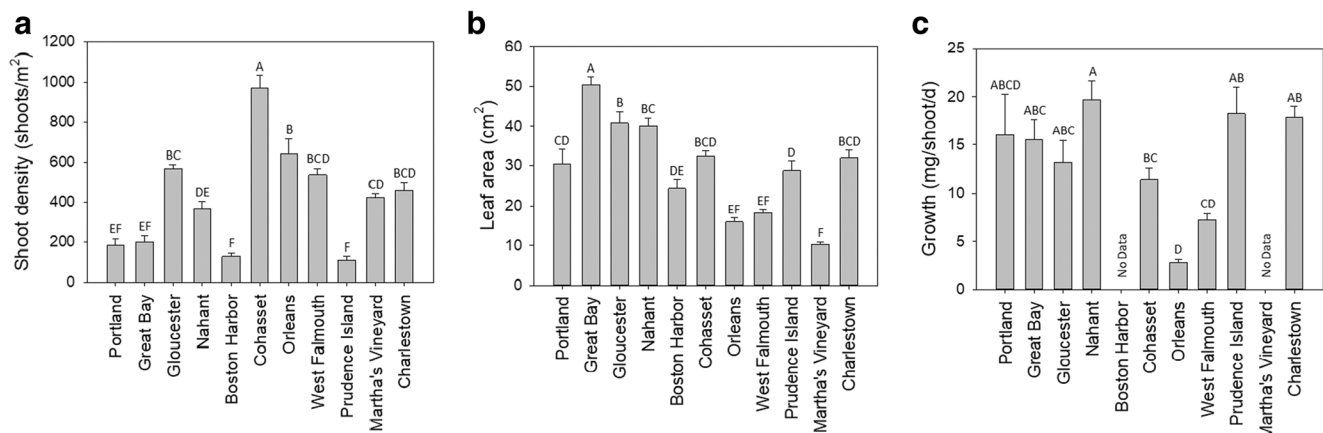 a
Shoot density (shoots/m²)
1200
1000
800
600
400
200
0
EF
EF
BC
DE
F
A
B
BCD
F
CD
BCD
Portland
Great Bay
Gloucester
Nahant
Boston Harbor
Cohasset
Orleans
West Falmouth
Prudence Island
Martha's Vineyard
Charlestown
b
Leaf area (cm²)
60
50
40
30
20
10
0
CD
A
B
BC
DE
BCD
EF
EF
D
F
BCD
Portland
Great Bay
Gloucester
Nahant
Boston Harbor
Cohasset
Orleans
West Falmouth
Prudence Island
Martha's Vineyard
Charlestown
c
Growth (mg/shoot/d)
25
20
15
10
5
0
ABCD
ABC
ABC
A
No Data
BC
D
CD
AB
No Data
AB
Portland
Great Bay
Gloucester
Nahant
Boston Harbor
Cohasset
Orleans
West Falmouth
Prudence Island
Martha's Vineyard
Charlestown